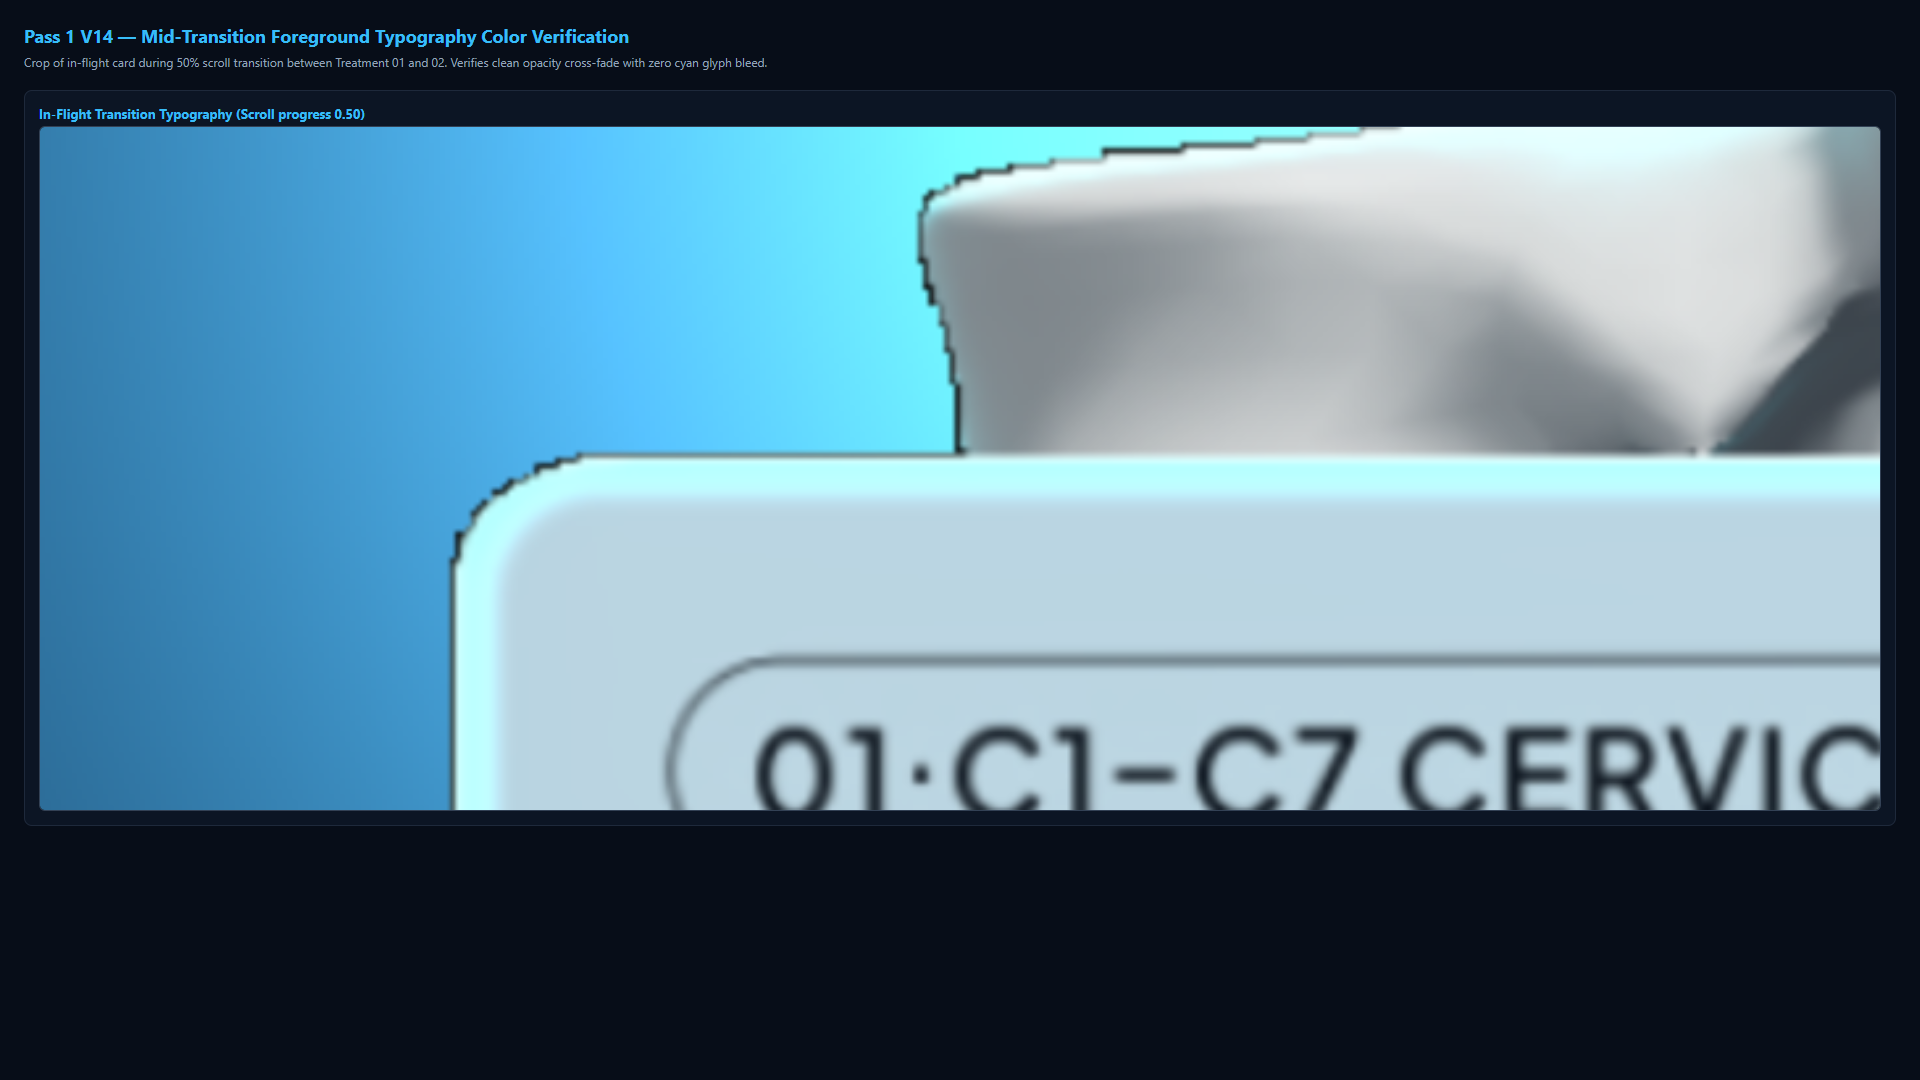 Pass 1 V14 — Mid-Transition Foreground Typography Color Verification
Crop of in-flight card during 50% scroll transition between Treatment 01 and 02. Verifies clean opacity cross-fade with zero cyan glyph bleed.
In-Flight Transition Typography (Scroll progress 0.50)
01·C1–C7 CERVIC